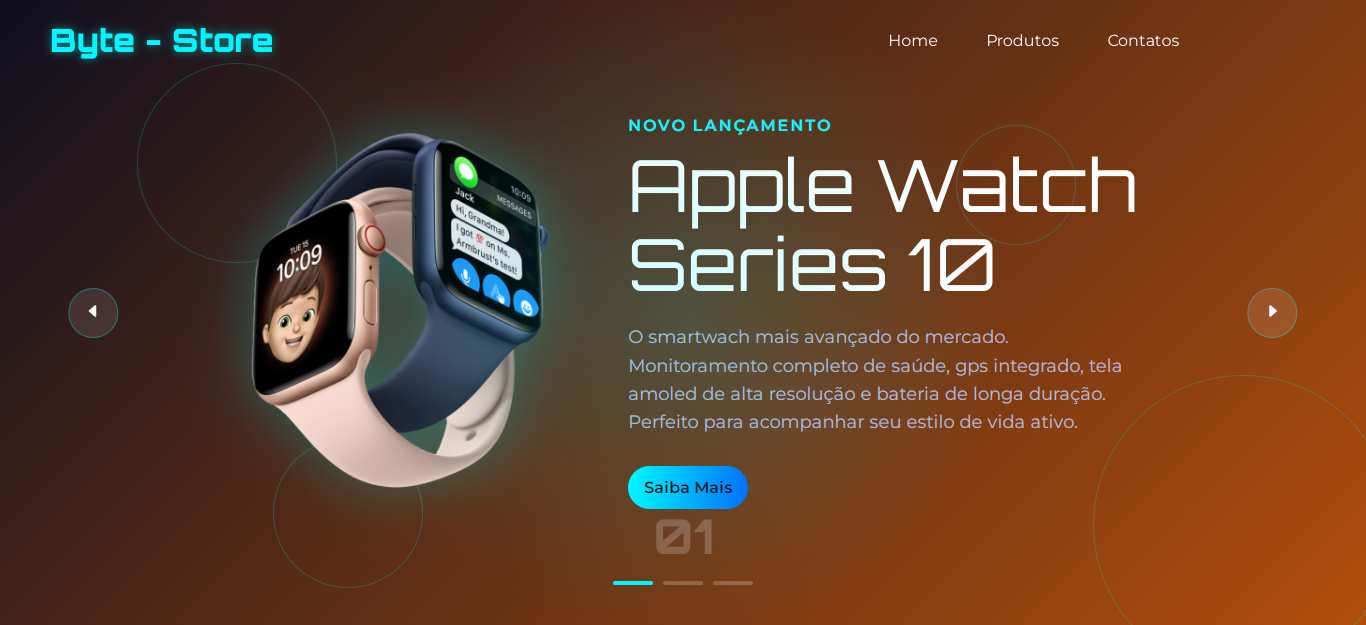 Byte - Store
Home
Produtos
Contatos
NOVO LANÇAMENTO
Apple Watch
Series 10
O smartwach mais avançado do mercado.
Monitoramento completo de saúde, gps integrado, tela
amoled de alta resolução e bateria de longa duração.
Perfeito para acompanhar seu estilo de vida ativo.
Saiba Mais
01
TUE 15
10:09
10:09
Jack
MESSAGES
Hi, Grandma!
I got 💯 on Ms.
Armbrust's test!